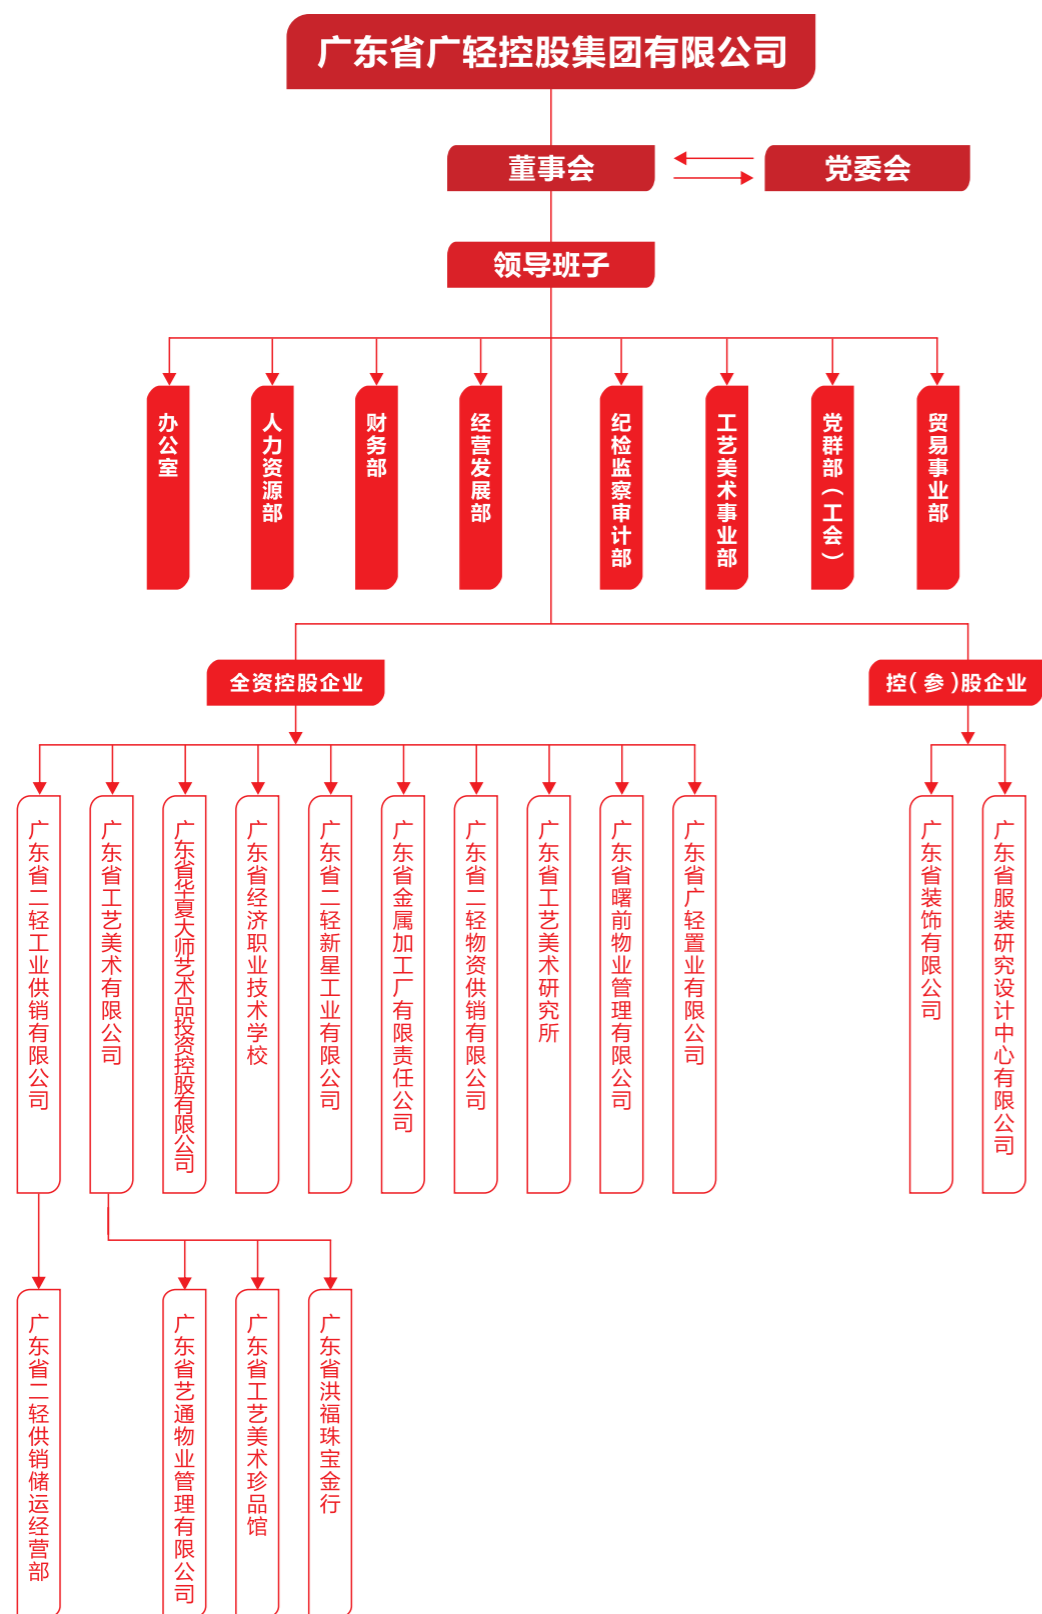 广东省广轻控股集团有限公司
董事会
党委会
领导班子
办公室
人力资源部
财务部
经营发展部
纪检监察审计部
工艺美术事业部
党群部（工会）
贸易事业部
全资控股企业
控（参）股企业
广东省二轻工业供销有限公司
广东省工艺美术有限公司
广东省华夏大师艺术品投资控股有限公司
广东省经济职业技术学校
广东省二轻新星工业有限公司
广东省金属加工厂有限责任公司
广东省二轻物资供销有限公司
广东省工艺美术研究所
广东省曙前物业管理有限公司
广东省广轻置业有限公司
广东省装饰有限公司
广东省服装研究设计中心有限公司
广东省二轻供销储运经营部
广东省艺通物业管理有限公司
广东省工艺美术珍品馆
广东省洪福珠宝金行